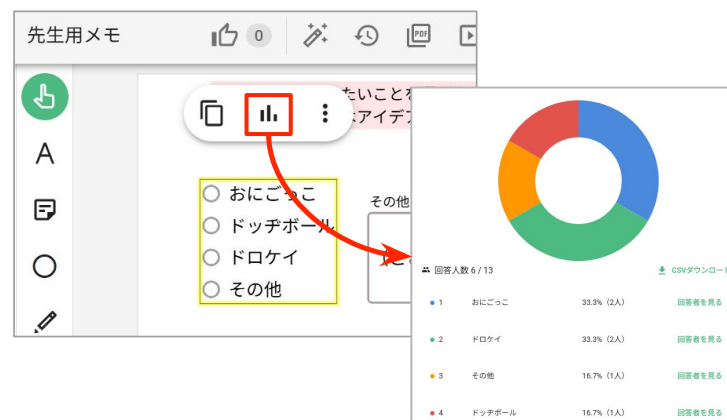 先生用メモ
0
PDF
A
たいことを
アイデア
おにごっこ
ドッヂボール
ドロケイ
その他
その他
回答人数 6 / 13
CSVダウンロード
1 おにごっこ 33.3% (2人) 回答者を見る
2 ドロケイ 33.3% (2人) 回答者を見る
3 その他 16.7% (1人) 回答者を見る
4 ドッヂボール 16.7% (1人) 回答者を見る